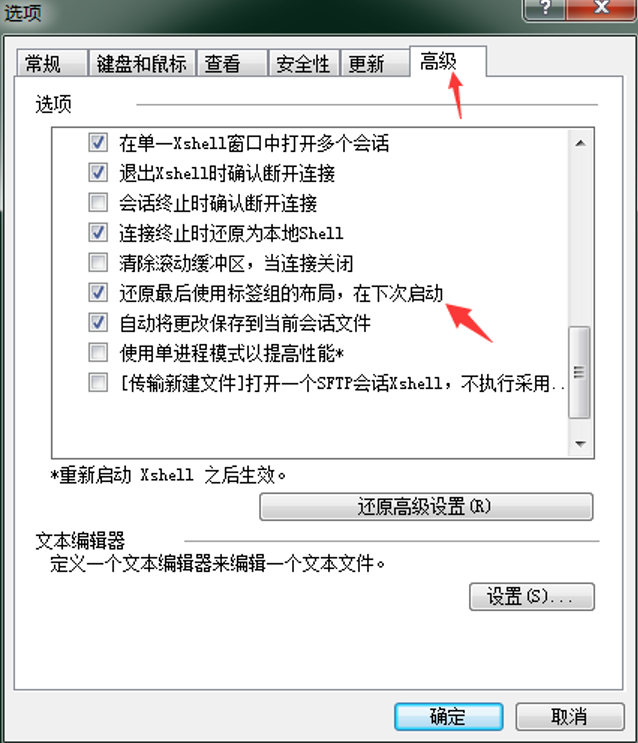 选项
?
常规 键盘和鼠标 查看 安全性 更新 高级
选项
在单一Xshell窗口中打开多个会话
退出Xshell时确认断开连接
会话终止时确认断开连接
连接终止时还原为本地Shell
清除滚动缓冲区，当连接关闭
还原最后使用标签组的布局，在下次启动
自动将更改保存到当前会话文件
使用单进程模式以提高性能*
[传输新建文件]打开一个SFTP会话Xshell，不执行采用..
*重新启动 Xshell 之后生效。
还原高级设置(R)
文本编辑器
定义一个文本编辑器来编辑一个文本文件。
设置(S)...
确定 取消